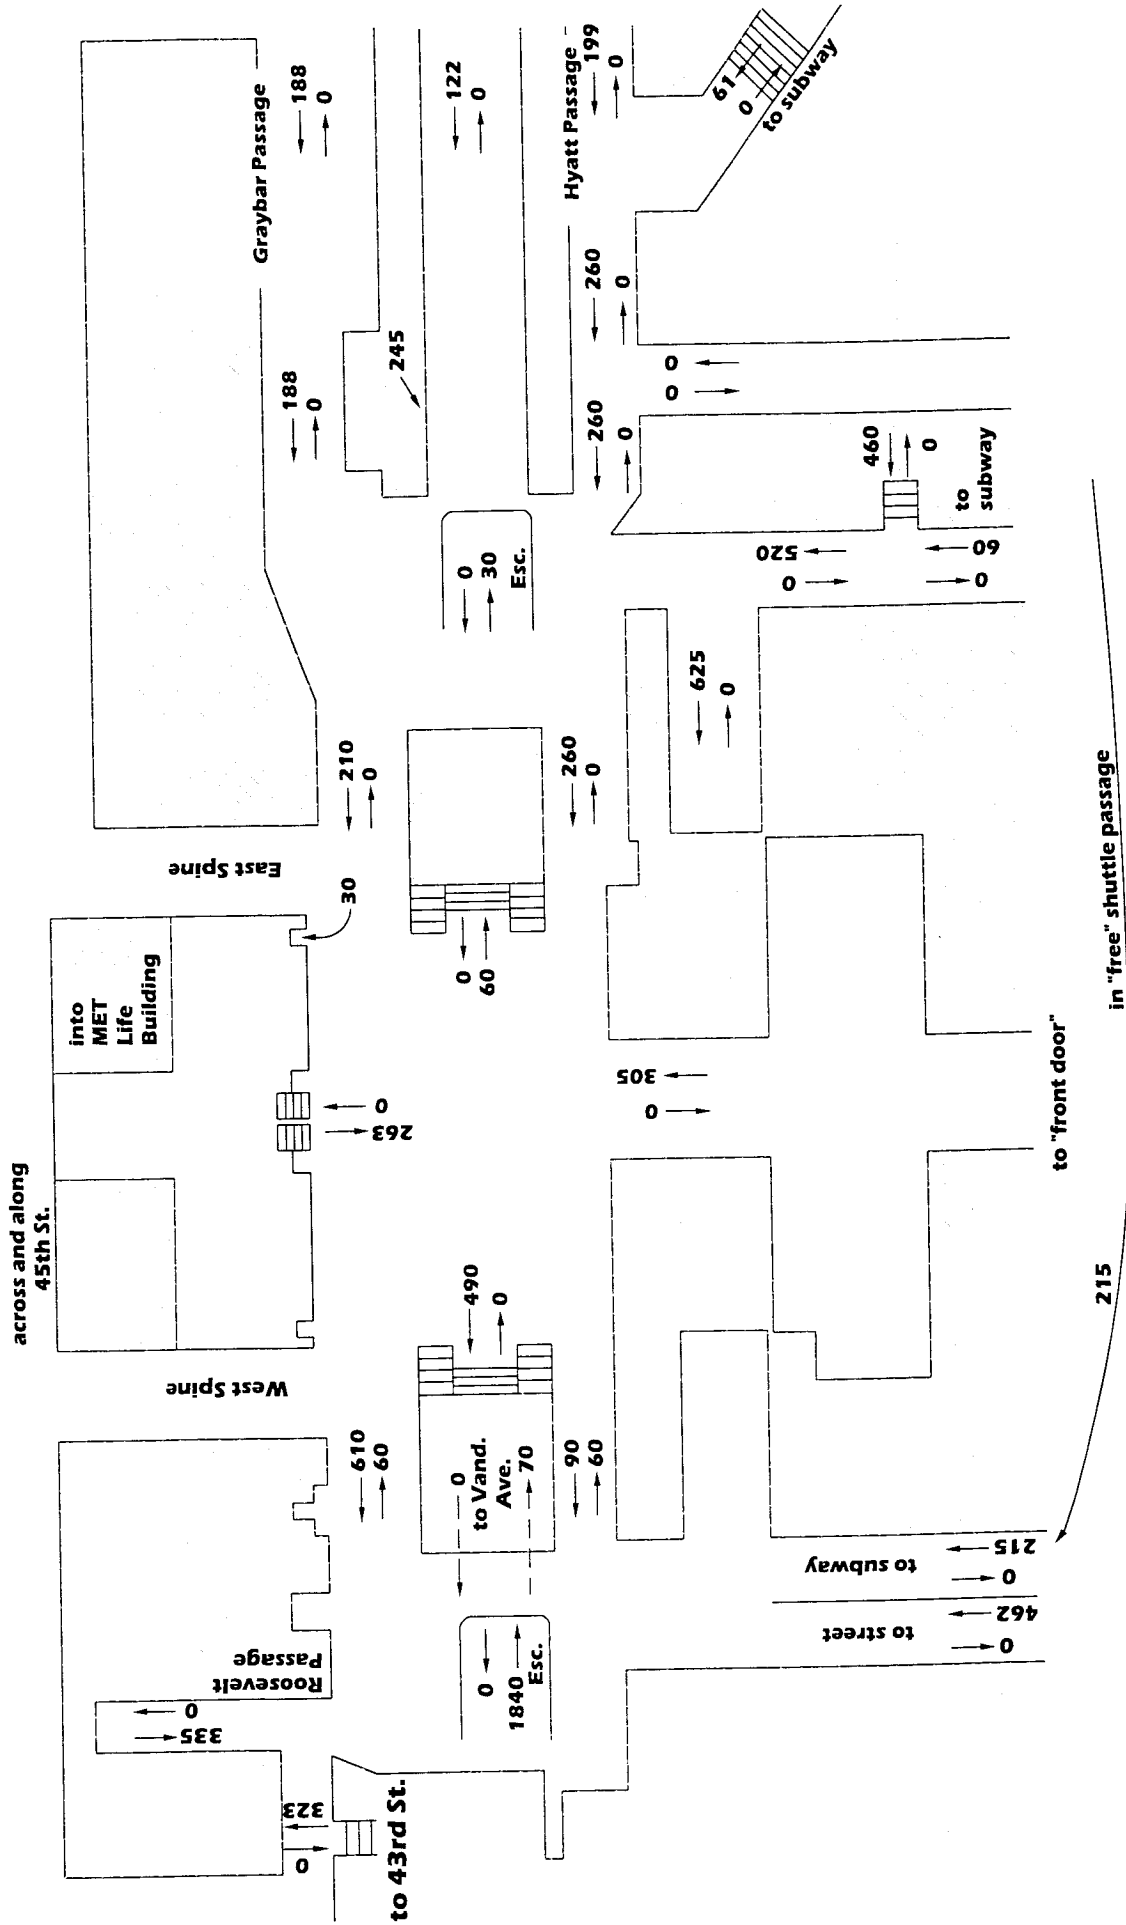 across and along
45th St.
into
MET
Life
Building
East Spine
West Spine
Graybar Passage
188
0
188
0
122
0
245
Hyatt Passage
199
0
61
0
to subway
260
0
260
0
0
0
460
0
to
subway
520
0
60
0
0
30
Esc.
625
0
210
0
260
0
30
0
60
263
0
305
0
to "front door"
in "free" shuttle passage
215
490
0
610
60
0
to Vand.
Ave.
70
90
60
0
1840
Esc.
Roosevelt
Passage
0
335
323
0
to 43rd St.
to subway
215
0
to street
462
0